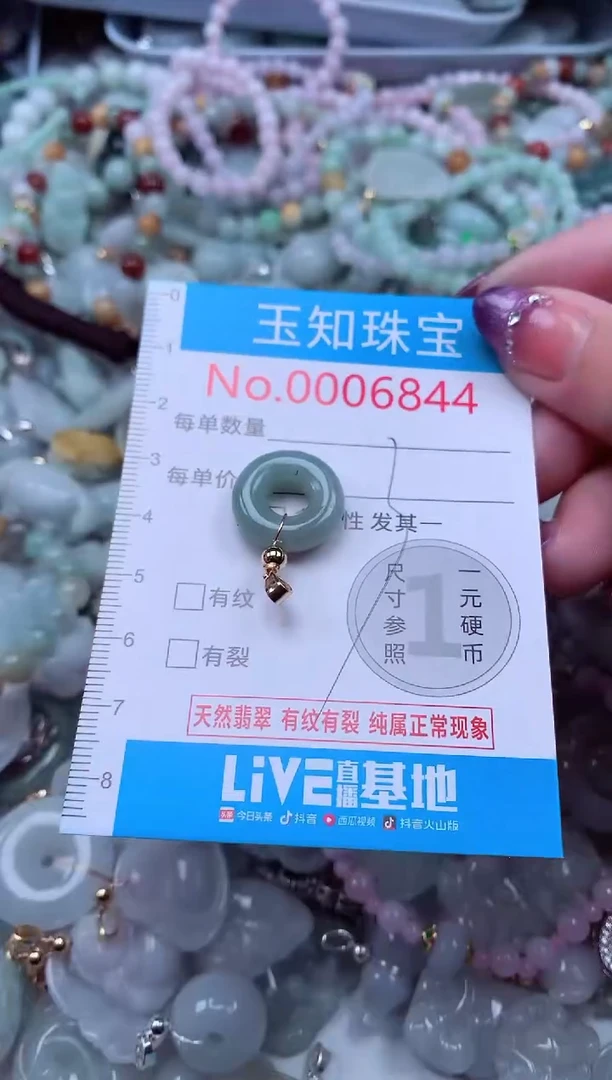 玉知珠宝
No.0006844
每单数量
每单价
性发其一
有纹
有裂
尺寸参照
1
一元硬币
天然翡翠 有纹有裂 纯属正常现象
LiVE直播基地
头条 今日头条 抖音 西瓜视频 抖音火山版
0
1
2
3
4
5
6
7
8